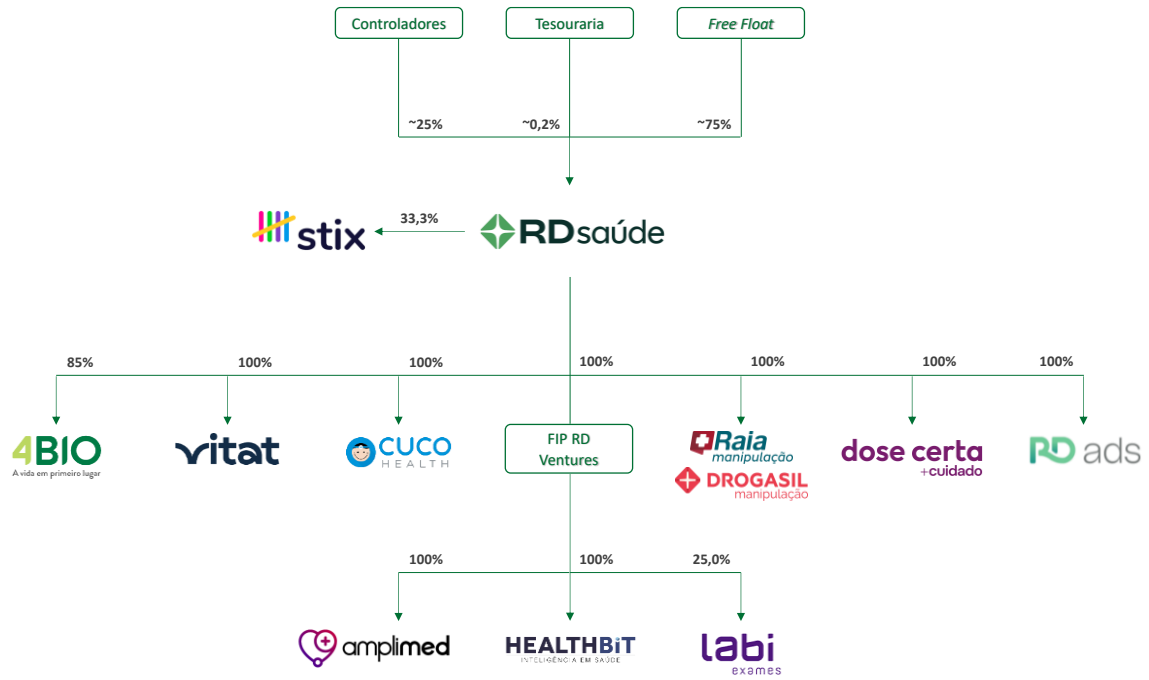 Controladores
Tesouraria
Free Float
~25%
~0,2%
~75%
stix
33,3%
RDsaúde
85%
100%
100%
100%
100%
100%
100%
4BIO
A vida em primeiro lugar
vitat
CUCO
HEALTH
FIP RD
Ventures
Raia
manipulação
DROGASIL
manipulação
dose certa
+cuidado
RD ads
100%
100%
25,0%
amplimed
HEALTHBiT
INTELIGÊNCIA EM SAÚDE
labi
exames